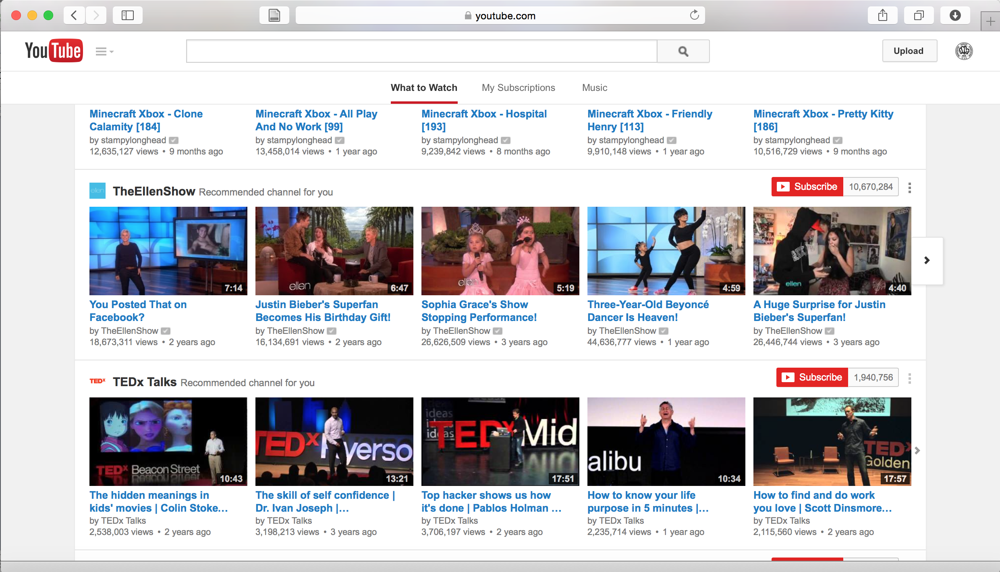 youtube.com
YouTube
Upload
What to Watch My Subscriptions Music
Minecraft Xbox - Clone
Calamity [184]
by stampylonghead
12,635,127 views • 9 months ago
Minecraft Xbox - All Play
And No Work [99]
by stampylonghead
13,458,014 views • 1 year ago
Minecraft Xbox - Hospital
[193]
by stampylonghead
9,239,842 views • 8 months ago
Minecraft Xbox - Friendly
Henry [113]
by stampylonghead
9,910,148 views • 1 year ago
Minecraft Xbox - Pretty Kitty
[186]
by stampylonghead
10,516,729 views • 9 months ago
ellen
TheEllenShow Recommended channel for you
Subscribe 10,670,284
7:14
You Posted That on
Facebook?
by TheEllenShow
18,673,311 views • 2 years ago
ellen
6:47
Justin Bieber's Superfan
Becomes His Birthday Gift!
by TheEllenShow
16,134,691 views • 2 years ago
ellen
5:19
Sophia Grace's Show
Stopping Performance!
by TheEllenShow
26,626,509 views • 3 years ago
4:59
Three-Year-Old Beyoncé
Dancer Is Heaven!
by TheEllenShow
44,636,777 views • 1 year ago
BIEBER
ellen
4:40
A Huge Surprise for Justin
Bieber's Superfan!
by TheEllenShow
26,446,744 views • 3 years ago
TEDx
TEDx Talks Recommended channel for you
Subscribe 1,940,756
TEDx Beacon Street
10:43
The hidden meanings in
kids' movies | Colin Stoke...
by TEDx Talks
2,538,003 views • 2 years ago
TEDx Ryerso
13:21
The skill of self confidence |
Dr. Ivan Joseph |...
by TEDx Talks
3,198,213 views • 3 years ago
ideas
ideas
ideas
TEDx Mid
17:51
Top hacker shows us how
it's done | Pablos Holman ...
by TEDx Talks
3,706,197 views • 2 years ago
alibu
10:34
How to know your life
purpose in 5 minutes |...
by TEDx Talks
2,235,714 views • 1 year ago
TEDx
Golden
17:57
How to find and do work
you love | Scott Dinsmore...
by TEDx Talks
2,115,560 views • 2 years ago